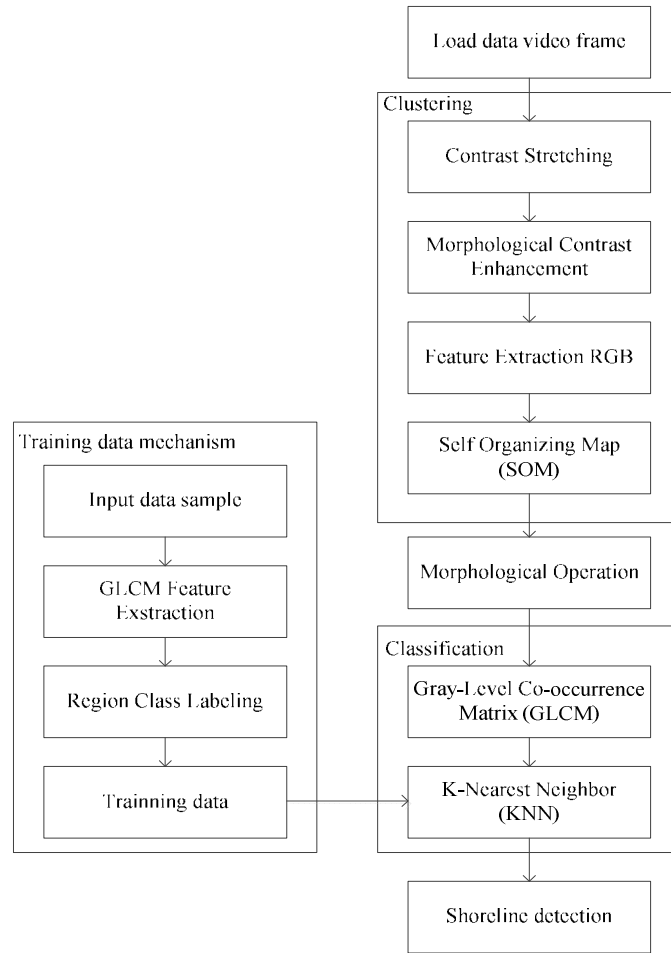 Load data video frame
Clustering
Contrast Stretching
Morphological Contrast
Enhancement
Feature Extraction RGB
Self Organizing Map
(SOM)
Morphological Operation
Classification
Gray-Level Co-occurrence
Matrix (GLCM)
K-Nearest Neighbor
(KNN)
Shoreline detection
Training data mechanism
Input data sample
GLCM Feature
Exstraction
Region Class Labeling
Trainning data